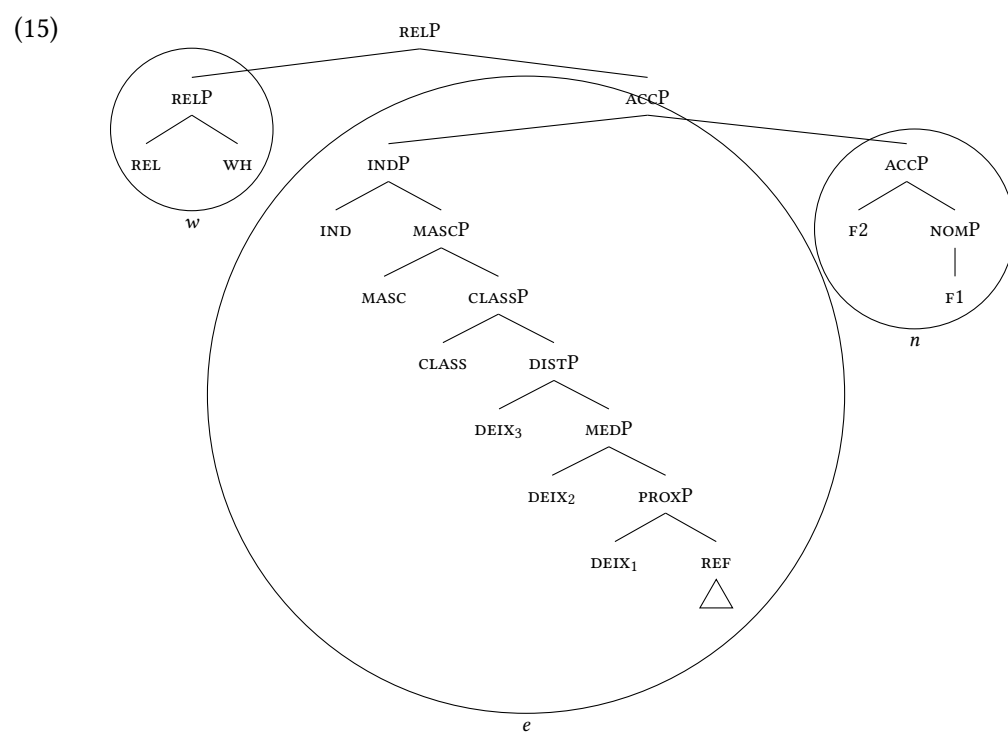 (15)
RELP
RELP ACCP
REL WH INDP ACCP
w IND MASCP F2 NOMP
MASC CLASSP F1
CLASS DISTP n
DEIX3 MEDP
DEIX2 PROXP
DEIX1 REF
e